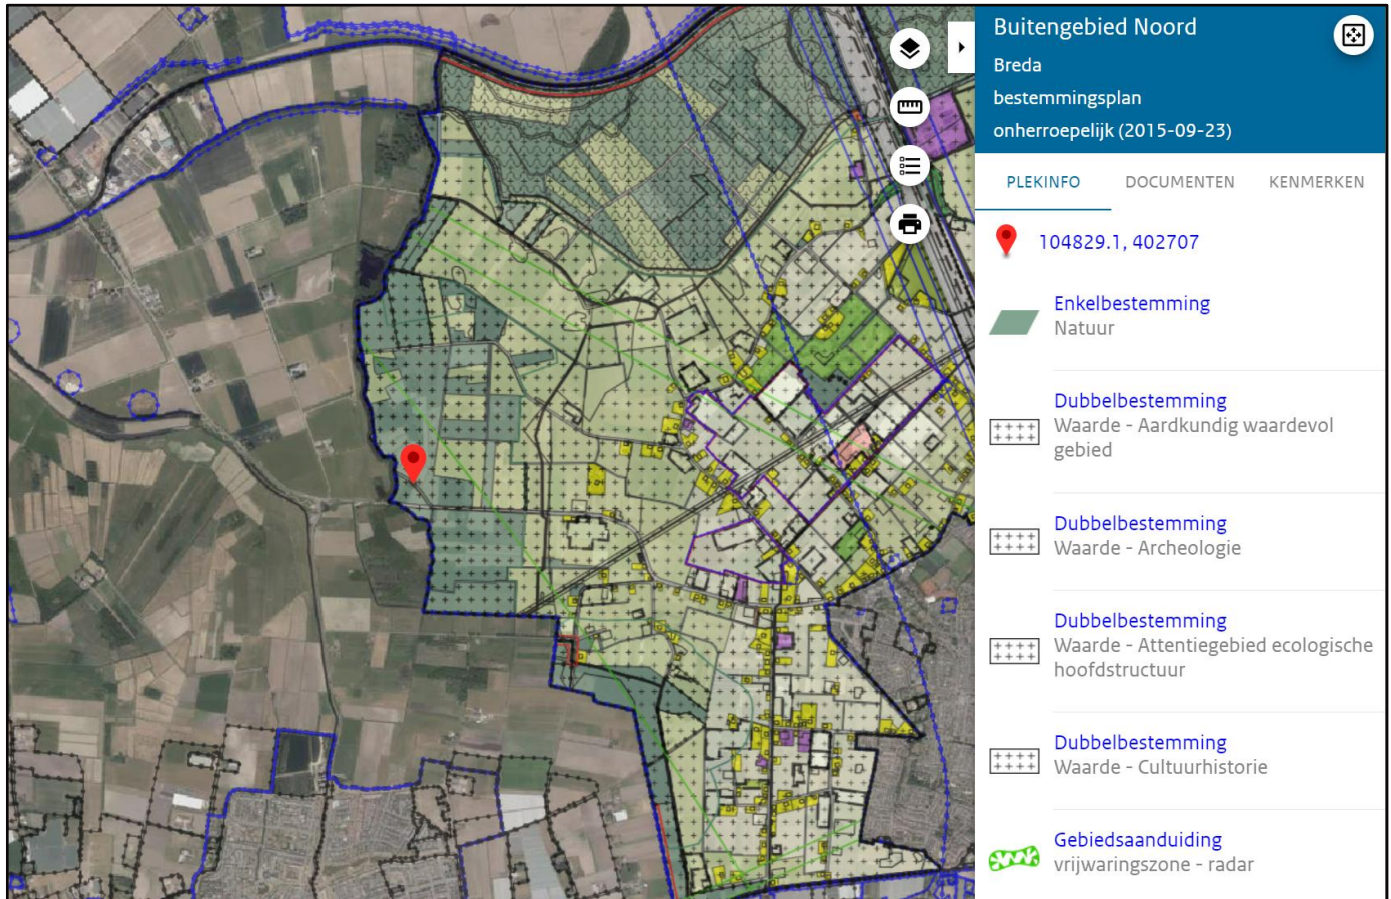 Buitengebied Noord
Breda
bestemmingsplan
onherroepelijk (2015-09-23)
PLEKINFO DOCUMENTEN KENMERKEN
104829.1, 402707
Enkelbestemming
Natuur
Dubbelbestemming
Waarde - Aardkundig waardevol
gebied
Dubbelbestemming
Waarde - Archeologie
Dubbelbestemming
Waarde - Attentiegebied ecologische
hoofdstructuur
Dubbelbestemming
Waarde - Cultuurhistorie
Gebiedsaanduiding
vrijwaringszone - radar